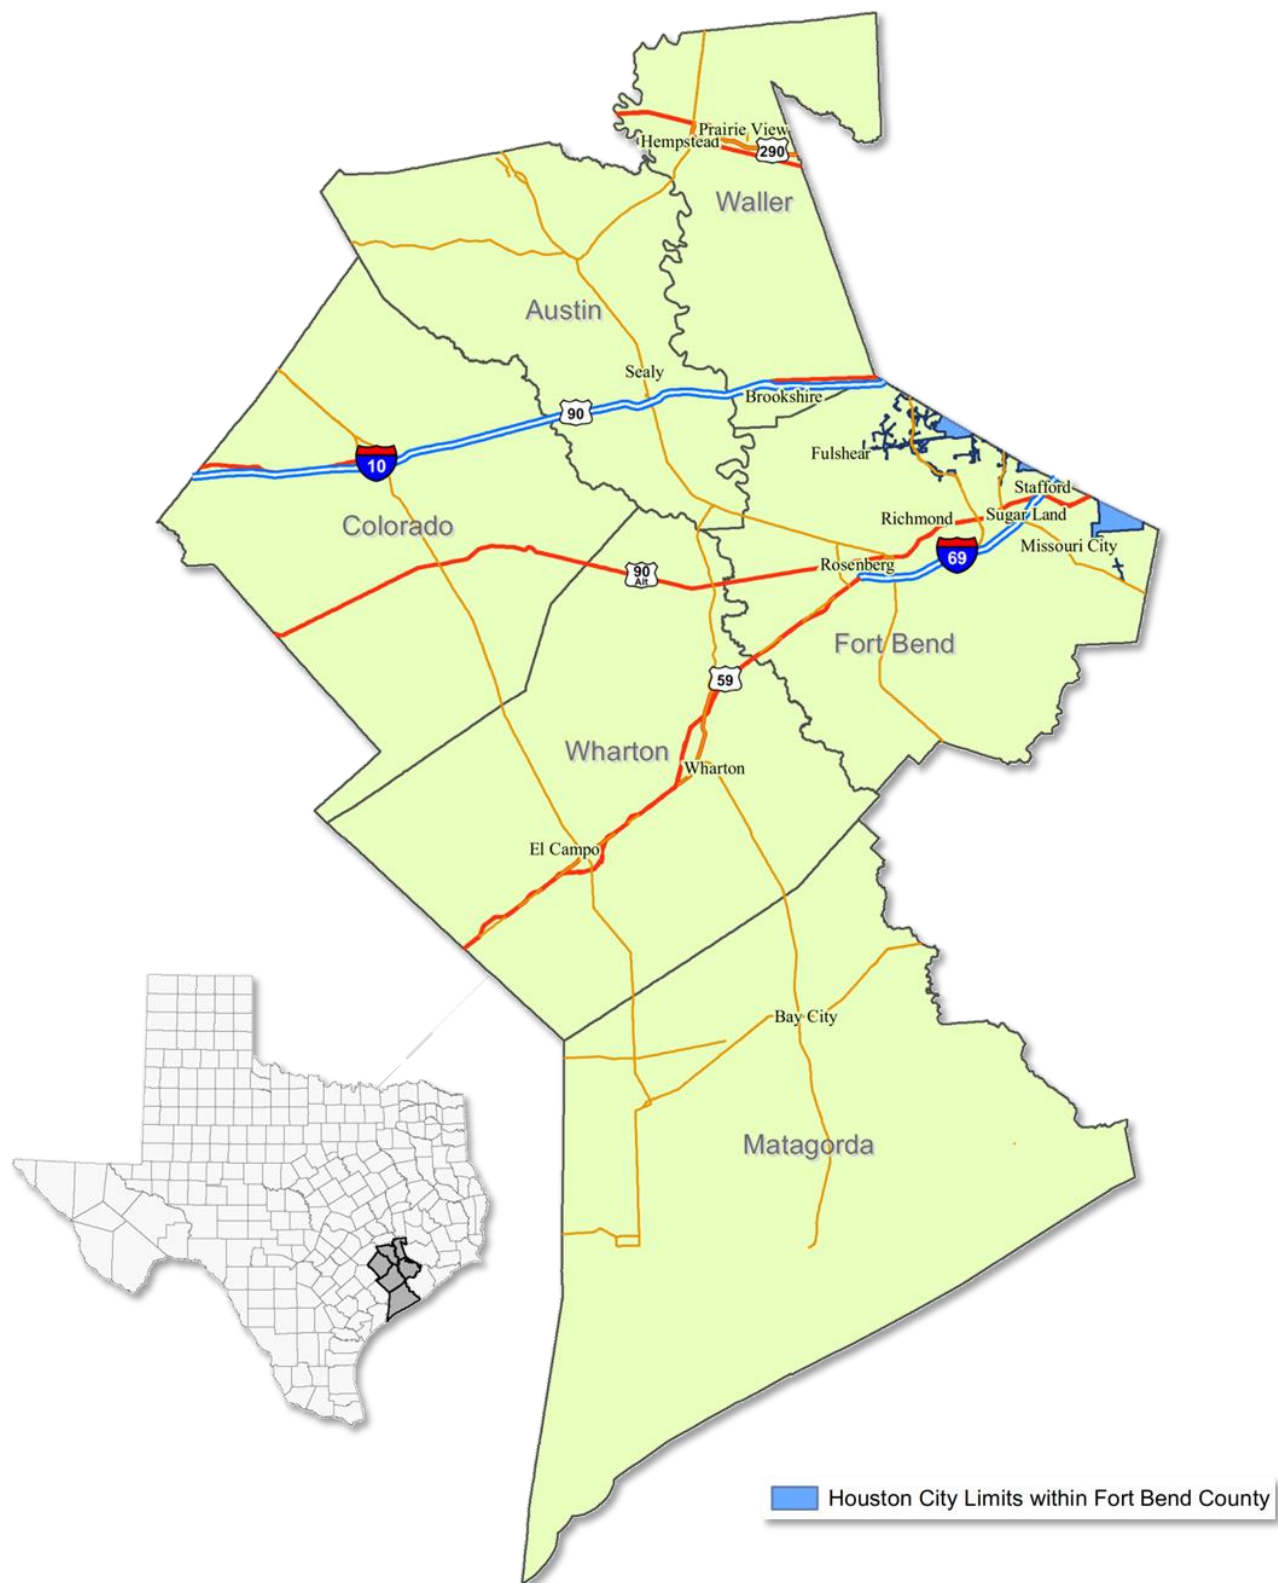 Prairie View
Hempstead
290
Waller
Austin
Sealy
90
Brookshire
Fulshear
10
Stafford
Colorado
Richmond
Sugar Land
69
Missouri City
Rosenberg
90
Alt
Fort Bend
59
Wharton
Wharton
El Campo
Bay City
Matagorda
Houston City Limits within Fort Bend County